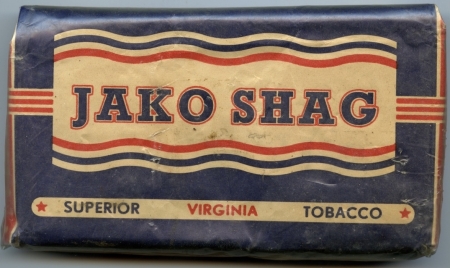 JAKO SHAG
SUPERIOR VIRGINIA TOBACCO